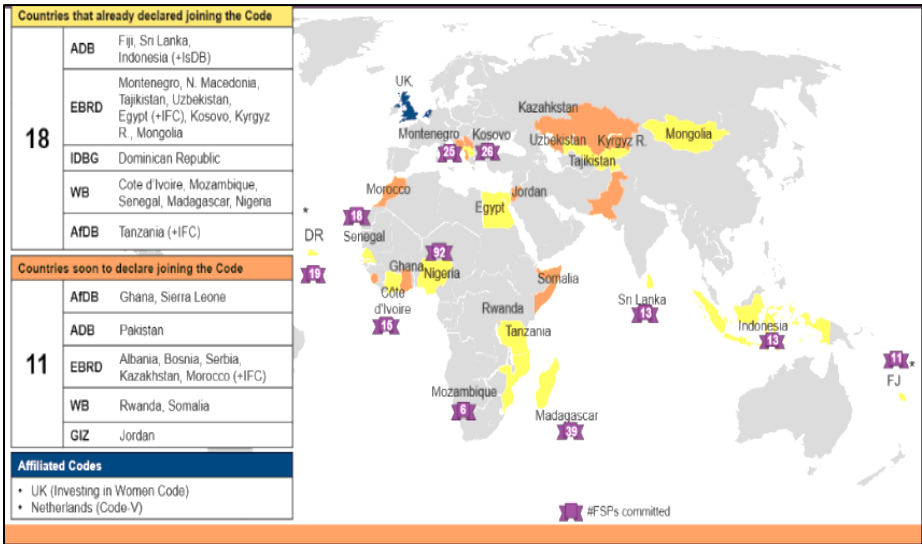 Countries that already declared joining the Code
18
ADB
Fiji, Sri Lanka,
Indonesia (+IsDB)
EBRD
Montenegro, N. Macedonia,
Tajikistan, Uzbekistan,
Egypt (+IFC), Kosovo, Kyrgyz
R., Mongolia
IDBG
Dominican Republic
WB
Cote d'Ivoire, Mozambique,
Senegal, Madagascar, Nigeria
AfDB
Tanzania (+IFC)
Countries soon to declare joining the Code
11
AfDB
Ghana, Sierra Leone
ADB
Pakistan
EBRD
Albania, Bosnia, Serbia,
Kazakhstan, Morocco (+IFC)
WB
Rwanda, Somalia
GIZ
Jordan
Affiliated Codes
• UK (Investing in Women Code)
• Netherlands (Code-V)
UK
Kazahkstan
Montenegro
Kosovo
Uzbekistan
Kyrgyz R.
Mongolia
25
26
Tajikistan
Morocco
Jordan
Egypt
*
18
Senegal
DR
92
19
Ghana
Nigeria
Somalia
Côte
d'Ivoire
15
Sri Lanka
13
Rwanda
Tanzania
Indonesia
13
11
*
FJ
Mozambique
6
Madagascar
39
#FSPs committed